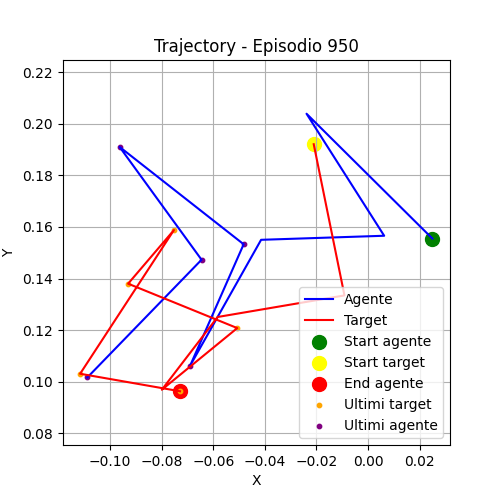 Trajectory - Episodio 950
Y
0.22
0.20
0.18
0.16
0.14
0.12
0.10
0.08
Agente
Target
Start agente
Start target
End agente
Ultimi target
Ultimi agente
−0.10 −0.08 −0.06 −0.04 −0.02 0.00 0.02
X